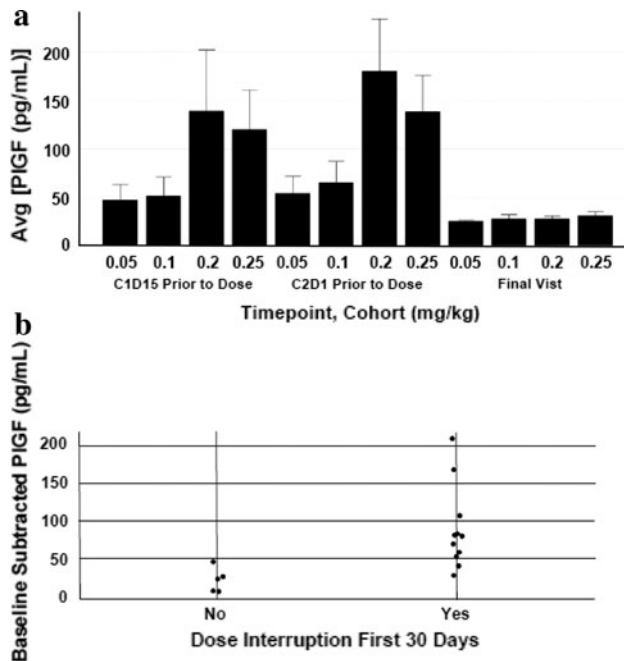 a
Avg [PlGF (pg/mL)]
200
150
100
50
0
0.05 0.1 0.2 0.25 0.05 0.1 0.2 0.25 0.05 0.1 0.2 0.25
C1D15 Prior to Dose C2D1 Prior to Dose Final Vist
Timepoint, Cohort (mg/kg)
b
Baseline Subtracted PlGF (pg/mL)
200
150
100
50
0
No Yes
Dose Interruption First 30 Days